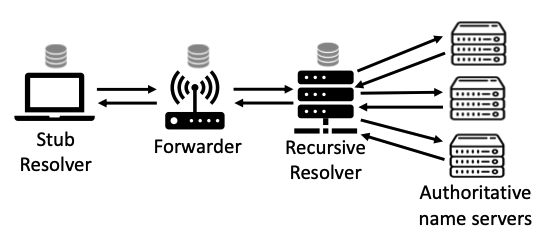 Stub
Resolver
Forwarder
Recursive
Resolver
Authoritative
name servers